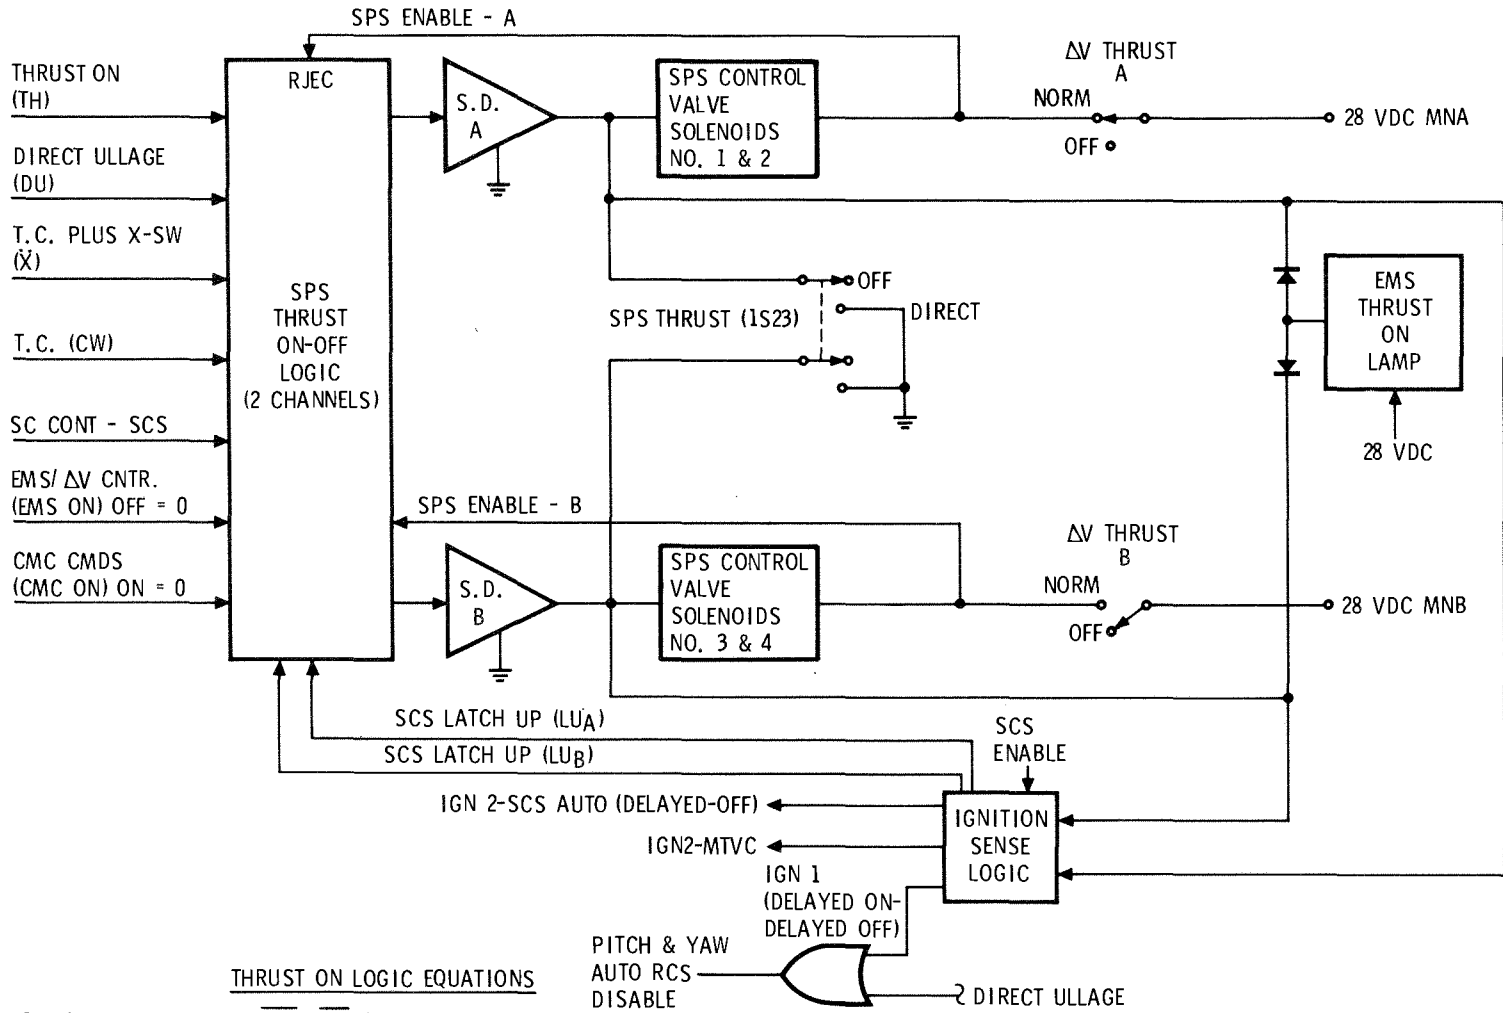 SPS ENABLE - A
THRUST ON
(TH)
DIRECT ULLAGE
(DU)
T.C. PLUS X-SW
(Ẍ)
T.C. (CW)
SC CONT - SCS
EMS/ ΔV CNTR.
(EMS ON) OFF = 0
CMC CMDS
(CMC ON) ON = 0
RJEC
SPS
THRUST
ON-OFF
LOGIC
(2 CHANNELS)
S.D.
A
SPS CONTROL
VALVE
SOLENOIDS
NO. 1 & 2
ΔV THRUST
A
NORM
OFF
28 VDC MNA
OFF
SPS THRUST (1S23)
DIRECT
EMS
THRUST
ON
LAMP
28 VDC
SPS ENABLE - B
S.D.
B
SPS CONTROL
VALVE
SOLENOIDS
NO. 3 & 4
ΔV THRUST
B
NORM
OFF
28 VDC MNB
SCS LATCH UP (LUA)
SCS LATCH UP (LUB)
SCS
ENABLE
IGN 2-SCS AUTO (DELAYED-OFF)
IGN2-MTVC
IGNITION
SENSE
LOGIC
IGN 1
(DELAYED ON-
DELAYED OFF)
PITCH & YAW
AUTO RCS
DISABLE
DIRECT ULLAGE
THRUST ON LOGIC EQUATIONS